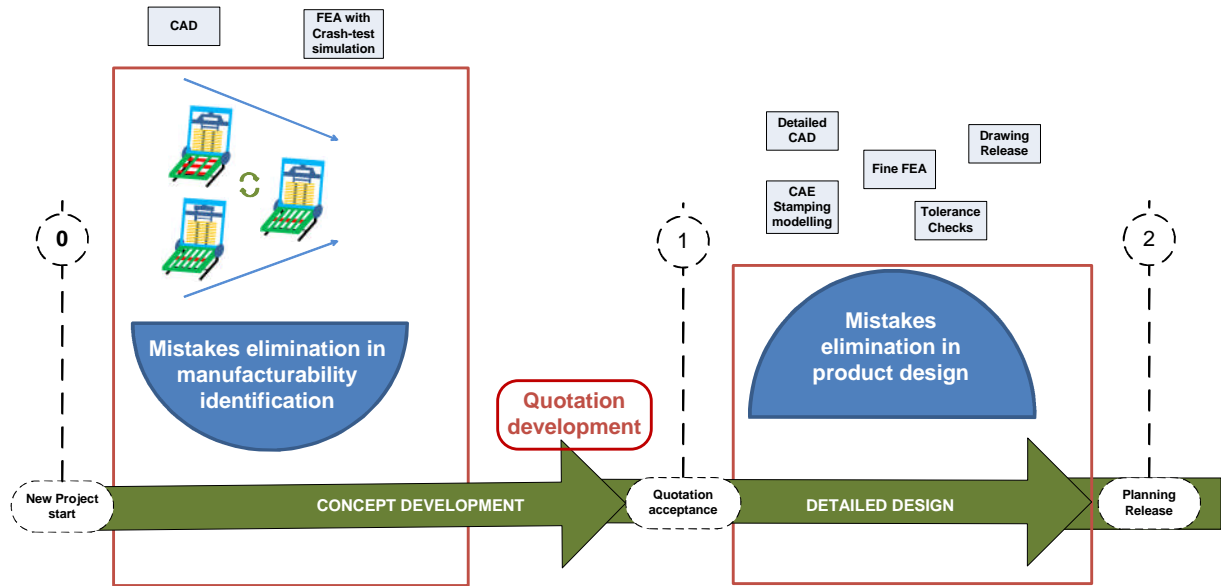 CAD
FEA with
Crash-test
simulation
Detailed
CAD
Drawing
Release
Fine FEA
CAE
Stamping
modelling
Tolerance
Checks
0
1
2
Mistakes elimination in
manufacturability
identification
Mistakes
elimination in
product design
Quotation
development
New Project
start
CONCEPT DEVELOPMENT
Quotation
acceptance
DETAILED DESIGN
Planning
Release